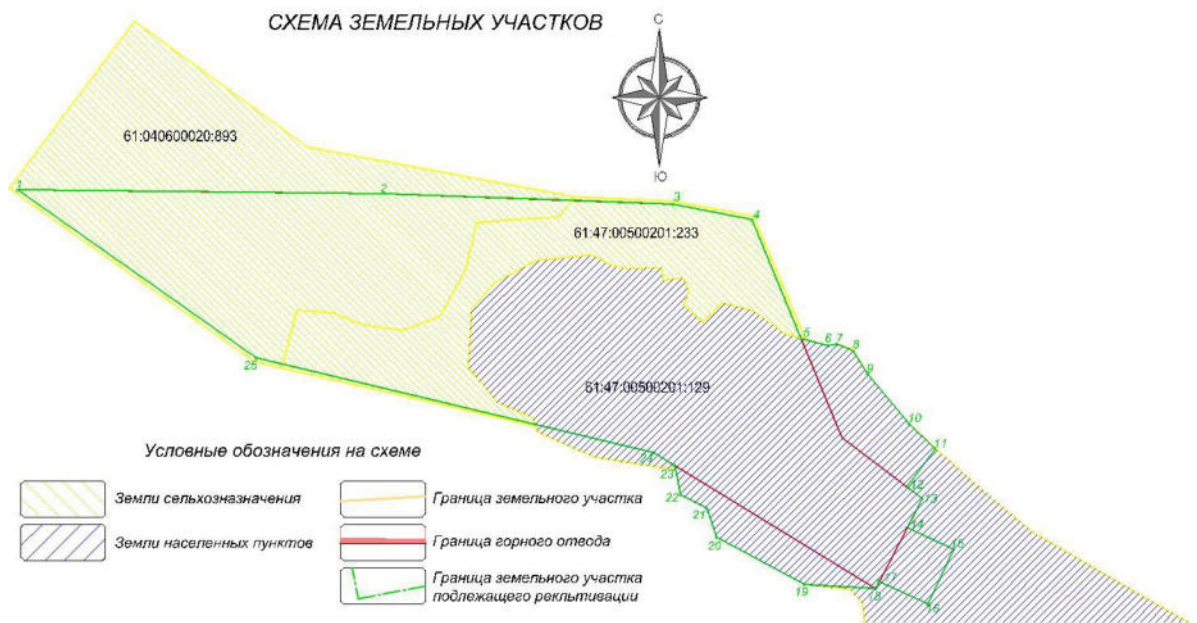 СХЕМА ЗЕМЕЛЬНЫХ УЧАСТКОВ
С
Ю
61:040600020:893
1
2
3
4
61:47:00500201:233
5
6
7
8
9
61:47:00500201:129
10
11
12
13
14
15
16
17
18
19
20
21
22
23
24
25
Условные обозначения на схеме
Земли сельхозназначения
Земли населенных пунктов
Граница земельного участка
Граница горного отвода
Граница земельного участка
подлежащего рекльтивации